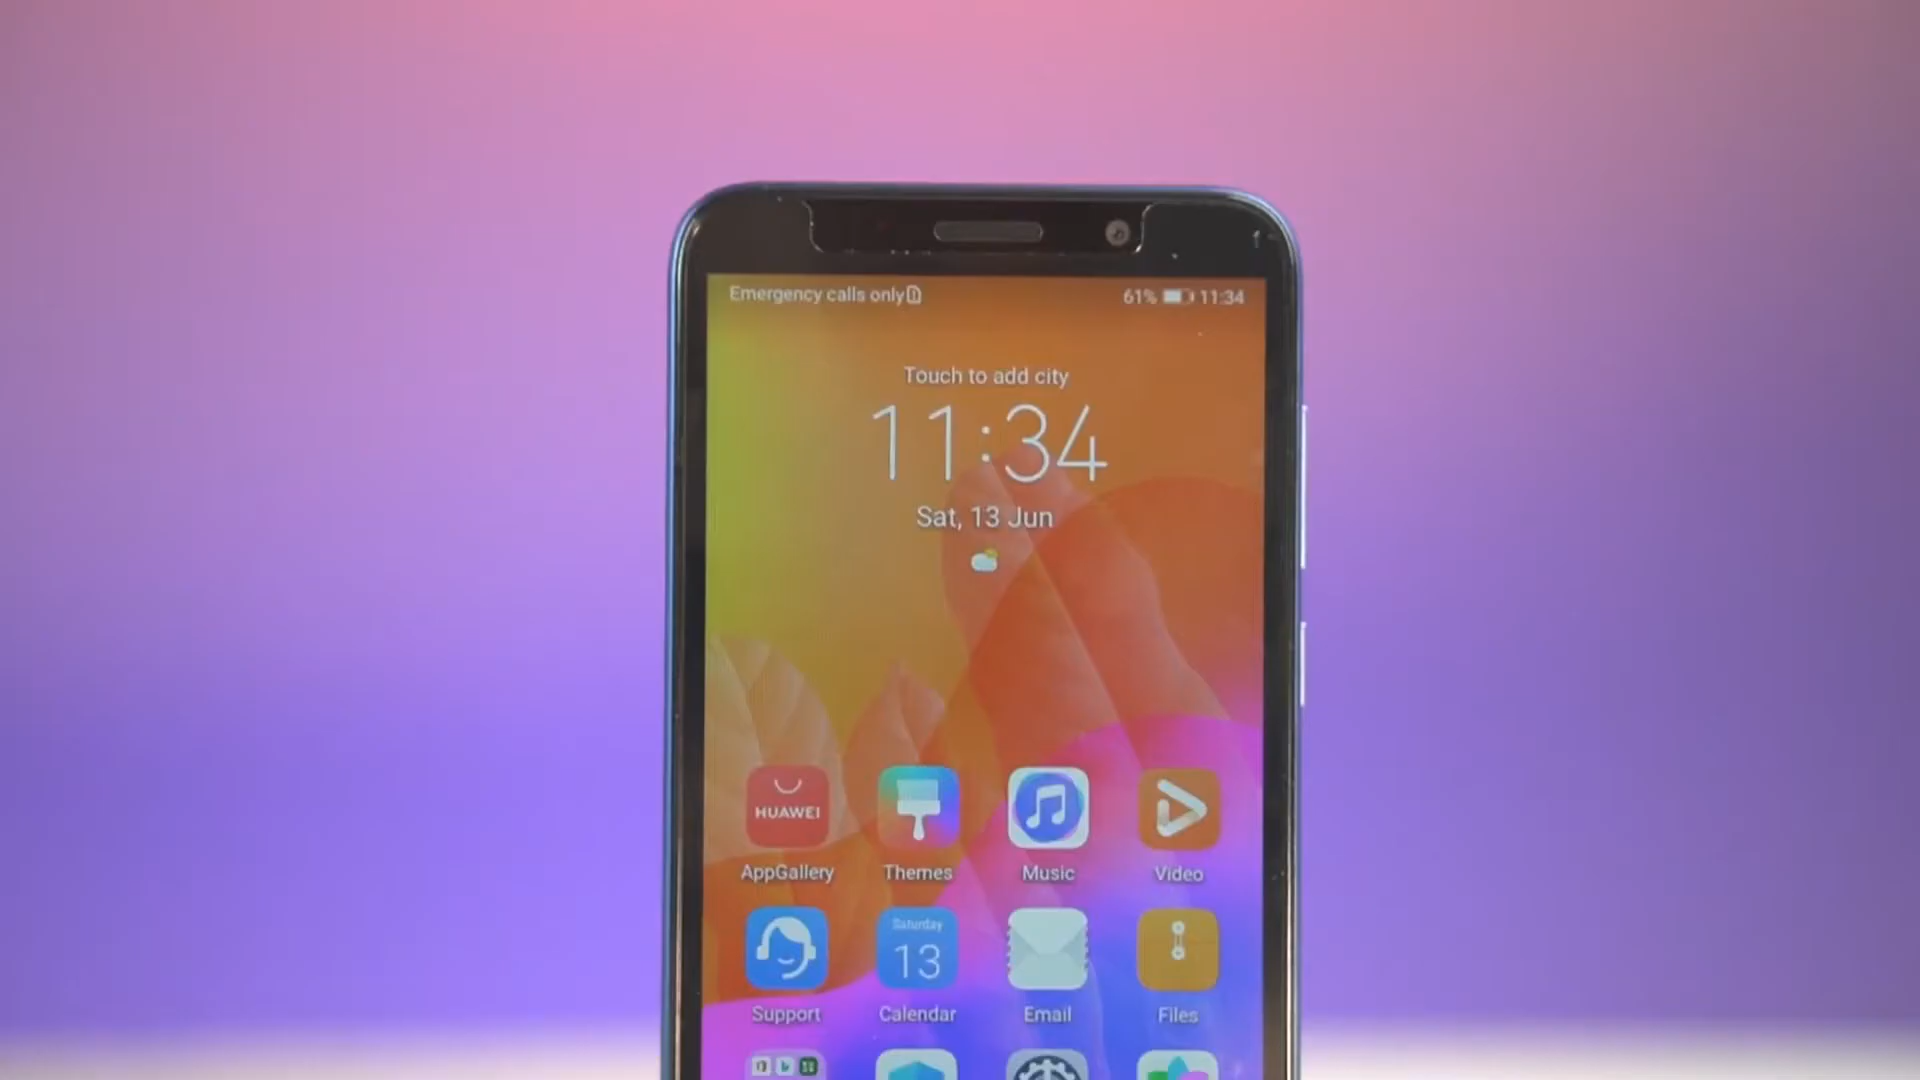 Emergency calls only
61% 11:34
Touch to add city
11:34
Sat, 13 Jun
HUAWEI
AppGallery Themes Music Video
Saturday
13
Support Calendar Email Files